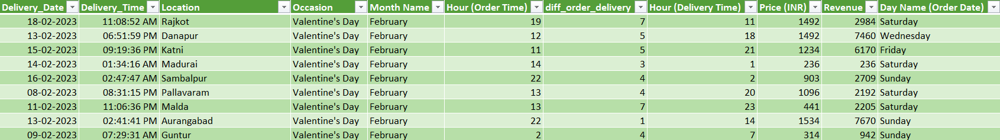 Delivery_Date Delivery_Time Location Occasion Month Name Hour (Order Time) diff_order_delivery Hour (Delivery Time) Price (INR) Revenue Day Name (Order Date)
18-02-2023 11:08:52 AM Rajkot Valentine's Day February 19 7 11 1492 2984 Saturday
13-02-2023 06:51:59 PM Danapur Valentine's Day February 12 5 18 1492 7460 Wednesday
15-02-2023 09:19:36 PM Katni Valentine's Day February 11 5 21 1234 6170 Friday
14-02-2023 01:34:16 AM Madurai Valentine's Day February 14 3 1 236 236 Saturday
16-02-2023 02:47:47 AM Sambalpur Valentine's Day February 22 4 2 903 2709 Sunday
08-02-2023 08:31:15 PM Pallavaram Valentine's Day February 13 4 20 1096 2192 Saturday
11-02-2023 11:06:36 PM Malda Valentine's Day February 13 7 23 441 2205 Saturday
13-02-2023 02:41:41 PM Aurangabad Valentine's Day February 22 1 14 1534 7670 Sunday
09-02-2023 07:29:31 AM Guntur Valentine's Day February 2 4 7 314 942 Sunday